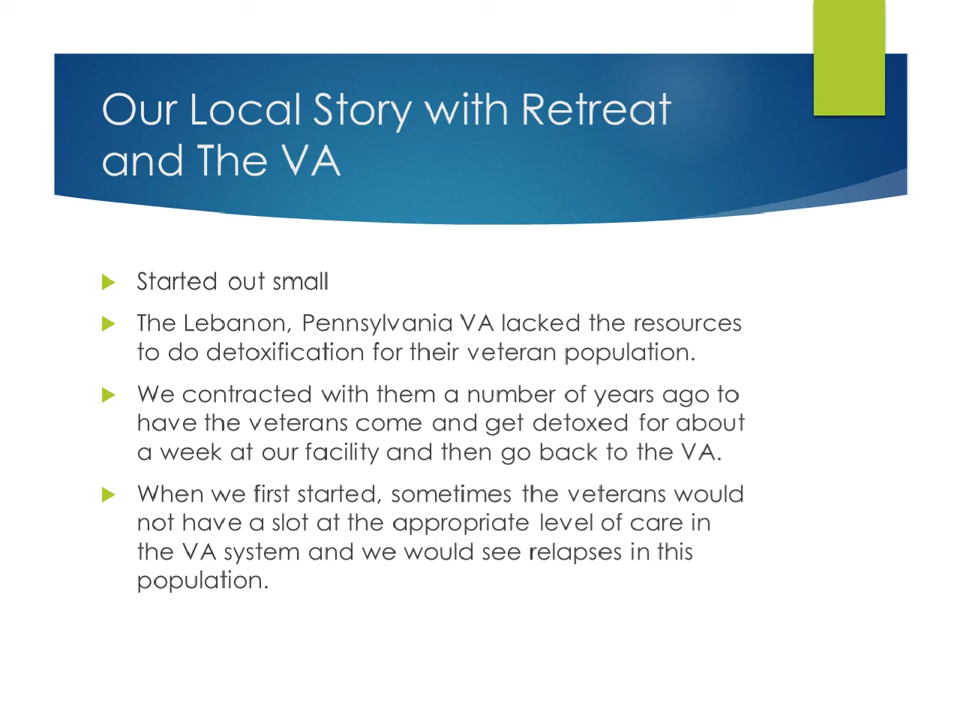 Our Local Story with Retreat
and The VA
Started out small
The Lebanon, Pennsylvania VA lacked the resources
to do detoxification for their veteran population.
We contracted with them a number of years ago to
have the veterans come and get detoxed for about
a week at our facility and then go back to the VA.
When we first started, sometimes the veterans would
not have a slot at the appropriate level of care in
the VA system and we would see relapses in this
population.